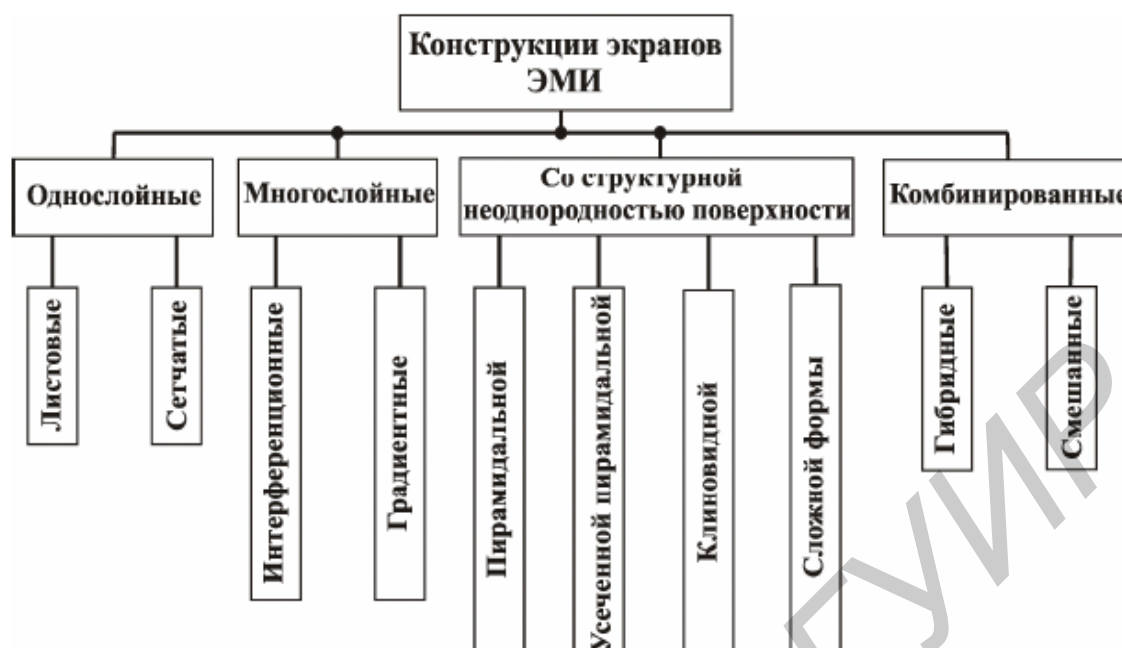 Конструкции экранов
ЭМИ
Однослойные
Многослойные
Со структурной
неоднородностью поверхности
Комбинированные
Листовые
Сетчатые
Интерференционные
Градиентные
Пирамидальной
Усеченной пирамидальной
Клиновидной
Сложной формы
Гибридные
Смешанные
ГУИР